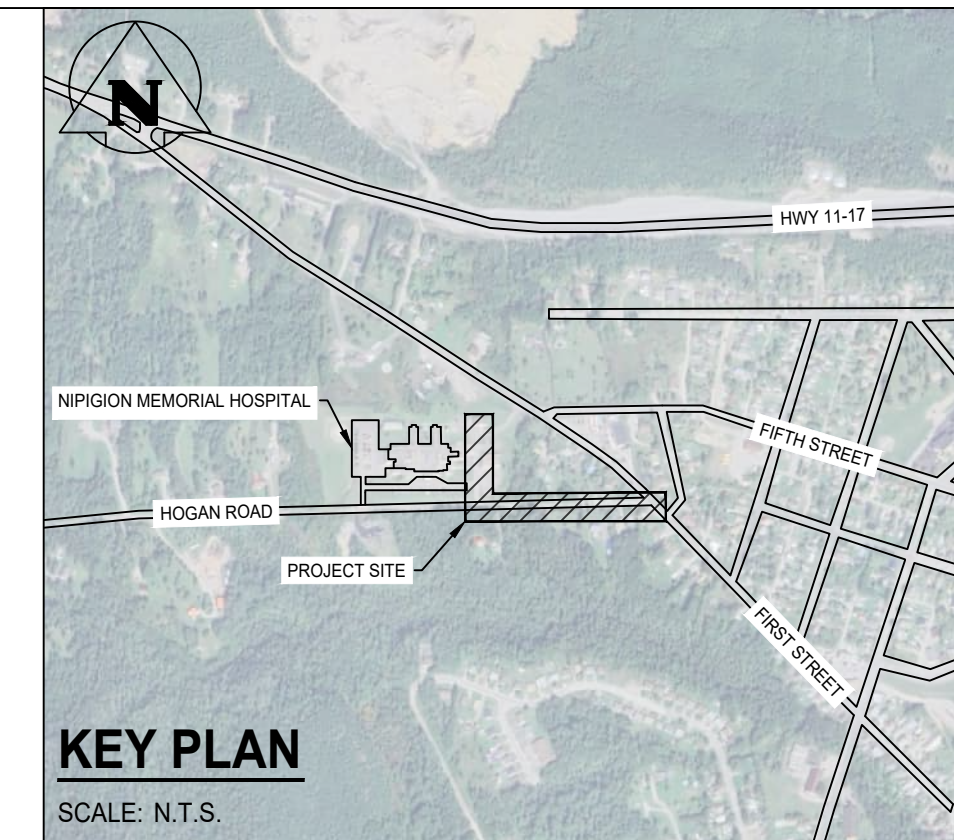 N
HWY 11-17
NIPIGION MEMORIAL HOSPITAL
FIFTH STREET
HOGAN ROAD
PROJECT SITE
FIRST STREET
KEY PLAN
SCALE: N.T.S.